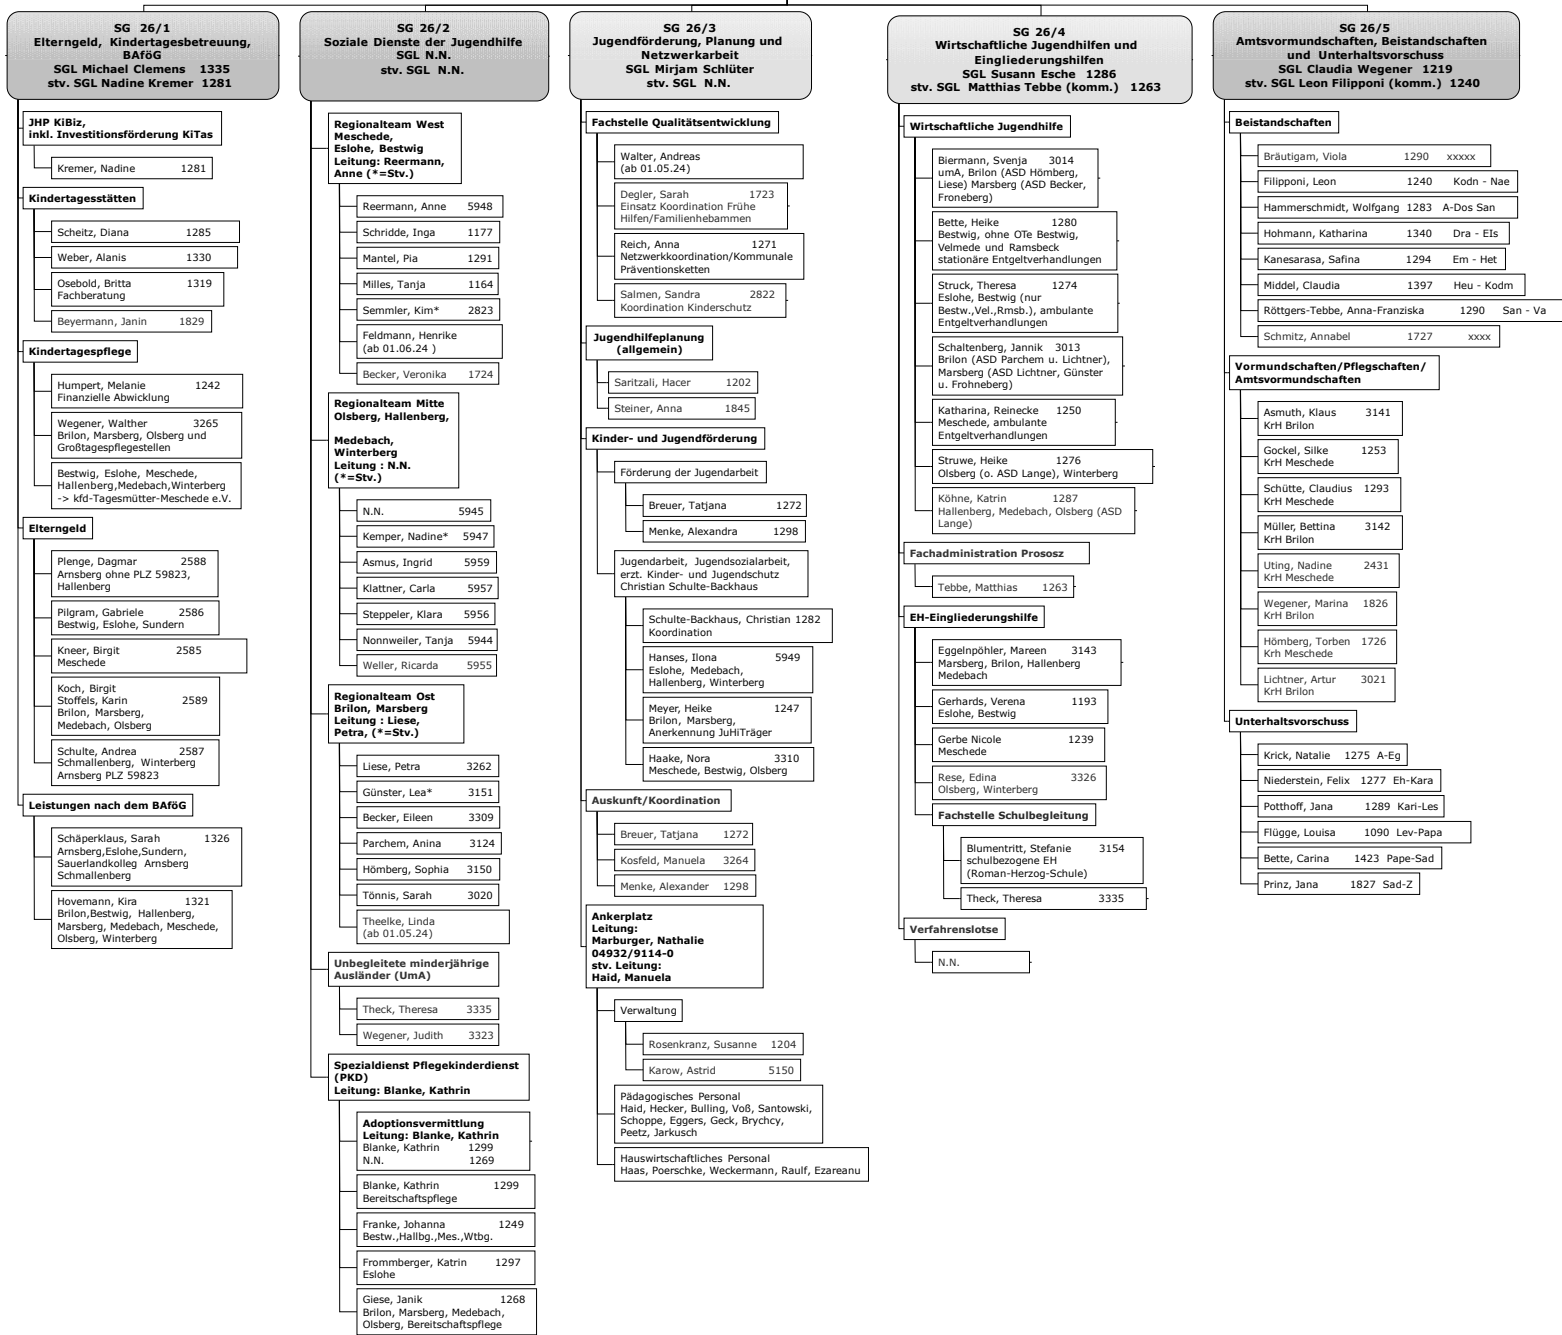 SG 26/1
Elterngeld, Kindertagesbetreuung,
BAföG
SGL Michael Clemens 1335
stv. SGL Nadine Kremer 1281
JHP KiBiz,
inkl. Investitionsförderung KiTas
Kremer, Nadine 1281
Kindertagesstätten
Scheitz, Diana 1285
Weber, Alanis 1330
Osebold, Britta 1319
Fachberatung
Beyermann, Janin 1829
Kindertagespflege
Humpert, Melanie 1242
Finanzielle Abwicklung
Wegener, Walther 3265
Brilon, Marsberg, Olsberg und
Großtagespflegestellen
Bestwig, Eslohe, Meschede,
Hallenberg,Medebach,Winterberg
-> kfd-Tagesmütter-Meschede e.V.
Elterngeld
Plenge, Dagmar 2588
Arnsberg ohne PLZ 59823,
Hallenberg
Pilgram, Gabriele 2586
Bestwig, Eslohe, Sundern
Kneer, Birgit 2585
Meschede
Koch, Birgit
Stoffels, Karin 2589
Brilon, Marsberg,
Medebach, Olsberg
Schulte, Andrea 2587
Schmallenberg, Winterberg
Arnsberg PLZ 59823
Leistungen nach dem BAföG
Schäperklaus, Sarah 1326
Arnsberg,Eslohe,Sundern,
Sauerlandkolleg Arnsberg
Schmallenberg
Hovemann, Kira 1321
Brilon,Bestwig, Hallenberg,
Marsberg, Medebach, Meschede,
Olsberg, Winterberg
SG 26/2
Soziale Dienste der Jugendhilfe
SGL N.N.
stv. SGL N.N.
Regionalteam West
Meschede,
Eslohe, Bestwig
Leitung: Reermann,
Anne (*=Stv.)
Reermann, Anne 5948
Schridde, Inga 1177
Mantel, Pia 1291
Milles, Tanja 1164
Semmler, Kim* 2823
Feldmann, Henrike
(ab 01.06.24 )
Becker, Veronika 1724
Regionalteam Mitte
Olsberg, Hallenberg,
Medebach,
Winterberg
Leitung : N.N.
(*=Stv.)
N.N. 5945
Kemper, Nadine* 5947
Asmus, Ingrid 5959
Klattner, Carla 5957
Steppeler, Klara 5956
Nonnweiler, Tanja 5944
Weller, Ricarda 5955
Regionalteam Ost
Brilon, Marsberg
Leitung : Liese,
Petra, (*=Stv.)
Liese, Petra 3262
Günster, Lea* 3151
Becker, Eileen 3309
Parchem, Anina 3124
Hömberg, Sophia 3150
Tönnis, Sarah 3020
Theelke, Linda
(ab 01.05.24)
Unbegleitete minderjährige
Ausländer (UmA)
Theck, Theresa 3335
Wegener, Judith 3323
Spezialdienst Pflegekinderdienst
(PKD)
Leitung: Blanke, Kathrin
Adoptionsvermittlung
Leitung: Blanke, Kathrin
Blanke, Kathrin 1299
N.N. 1269
Blanke, Kathrin 1299
Bereitschaftspflege
Franke, Johanna 1249
Bestw.,Hallbg.,Mes.,Wtbg.
Frommberger, Katrin 1297
Eslohe
Giese, Janik 1268
Brilon, Marsberg, Medebach,
Olsberg, Bereitschaftspflege
SG 26/3
Jugendförderung, Planung und
Netzwerkarbeit
SGL Mirjam Schlüter
stv. SGL N.N.
Fachstelle Qualitätsentwicklung
Walter, Andreas
(ab 01.05.24)
Degler, Sarah 1723
Einsatz Koordination Frühe
Hilfen/Familienhebammen
Reich, Anna 1271
Netzwerkkoordination/Kommunale
Präventionsketten
Salmen, Sandra 2822
Koordination Kinderschutz
Jugendhilfeplanung
(allgemein)
Saritzali, Hacer 1202
Steiner, Anna 1845
Kinder- und Jugendförderung
Förderung der Jugendarbeit
Breuer, Tatjana 1272
Menke, Alexandra 1298
Jugendarbeit, Jugendsozialarbeit,
erzt. Kinder- und Jugendschutz
Christian Schulte-Backhaus
Schulte-Backhaus, Christian 1282
Koordination
Hanses, Ilona 5949
Eslohe, Medebach,
Hallenberg, Winterberg
Meyer, Heike 1247
Brilon, Marsberg,
Anerkennung JuHiTräger
Haake, Nora 3310
Meschede, Bestwig, Olsberg
Auskunft/Koordination
Breuer, Tatjana 1272
Kosfeld, Manuela 3264
Menke, Alexander 1298
Ankerplatz
Leitung:
Marburger, Nathalie
04932/9114-0
stv. Leitung:
Haid, Manuela
Verwaltung
Rosenkranz, Susanne 1204
Karow, Astrid 5150
Pädagogisches Personal
Haid, Hecker, Bulling, Voß, Santowski,
Schoppe, Eggers, Geck, Brychcy,
Peetz, Jarkusch
Hauswirtschaftliches Personal
Haas, Poerschke, Weckermann, Raulf, Ezareanu
SG 26/4
Wirtschaftliche Jugendhilfen und
Eingliederungshilfen
SGL Susann Esche 1286
stv. SGL Matthias Tebbe (komm.) 1263
Wirtschaftliche Jugendhilfe
Biermann, Svenja 3014
umA, Brilon (ASD Hömberg,
Liese) Marsberg (ASD Becker,
Froneberg)
Bette, Heike 1280
Bestwig, ohne OTe Bestwig,
Velmede und Ramsbeck
stationäre Entgeltverhandlungen
Struck, Theresa 1274
Eslohe, Bestwig (nur
Bestw.,Vel.,Rmsb.), ambulante
Entgeltverhandlungen
Schaltenberg, Jannik 3013
Brilon (ASD Parchem u. Lichtner),
Marsberg (ASD Lichtner, Günster
u. Frohneberg)
Katharina, Reinecke 1250
Meschede, ambulante
Entgeltverhandlungen
Struwe, Heike 1276
Olsberg (o. ASD Lange), Winterberg
Köhne, Katrin 1287
Hallenberg, Medebach, Olsberg (ASD
Lange)
Fachadministration Prososz
Tebbe, Matthias 1263
EH-Eingliederungshilfe
Eggelnpöhler, Mareen 3143
Marsberg, Brilon, Hallenberg
Medebach
Gerhards, Verena 1193
Eslohe, Bestwig
Gerbe Nicole 1239
Meschede
Rese, Edina 3326
Olsberg, Winterberg
Fachstelle Schulbegleitung
Blumentritt, Stefanie 3154
schulbezogene EH
(Roman-Herzog-Schule)
Theck, Theresa 3335
Verfahrenslotse
N.N.
SG 26/5
Amtsvormundschaften, Beistandschaften
und Unterhaltsvorschuss
SGL Claudia Wegener 1219
stv. SGL Leon Filipponi (komm.) 1240
Beistandschaften
Bräutigam, Viola 1290 xxxxx
Filipponi, Leon 1240 Kodn - Nae
Hammerschmidt, Wolfgang 1283 A-Dos San
Hohmann, Katharina 1340 Dra - EIs
Kanesarasa, Safina 1294 Em - Het
Middel, Claudia 1397 Heu - Kodm
Röttgers-Tebbe, Anna-Franziska 1290 San - Va
Schmitz, Annabel 1727 xxxx
Vormundschaften/Pflegschaften/
Amtsvormundschaften
Asmuth, Klaus 3141
KrH Brilon
Gockel, Silke 1253
KrH Meschede
Schütte, Claudius 1293
KrH Meschede
Müller, Bettina 3142
KrH Brilon
Uting, Nadine 2431
KrH Meschede
Wegener, Marina 1826
KrH Brilon
Hömberg, Torben 1726
Krh Meschede
Lichtner, Artur 3021
KrH Brilon
Unterhaltsvorschuss
Krick, Natalie 1275 A-Eg
Niederstein, Felix 1277 Eh-Kara
Potthoff, Jana 1289 Kari-Les
Flügge, Louisa 1090 Lev-Papa
Bette, Carina 1423 Pape-Sad
Prinz, Jana 1827 Sad-Z